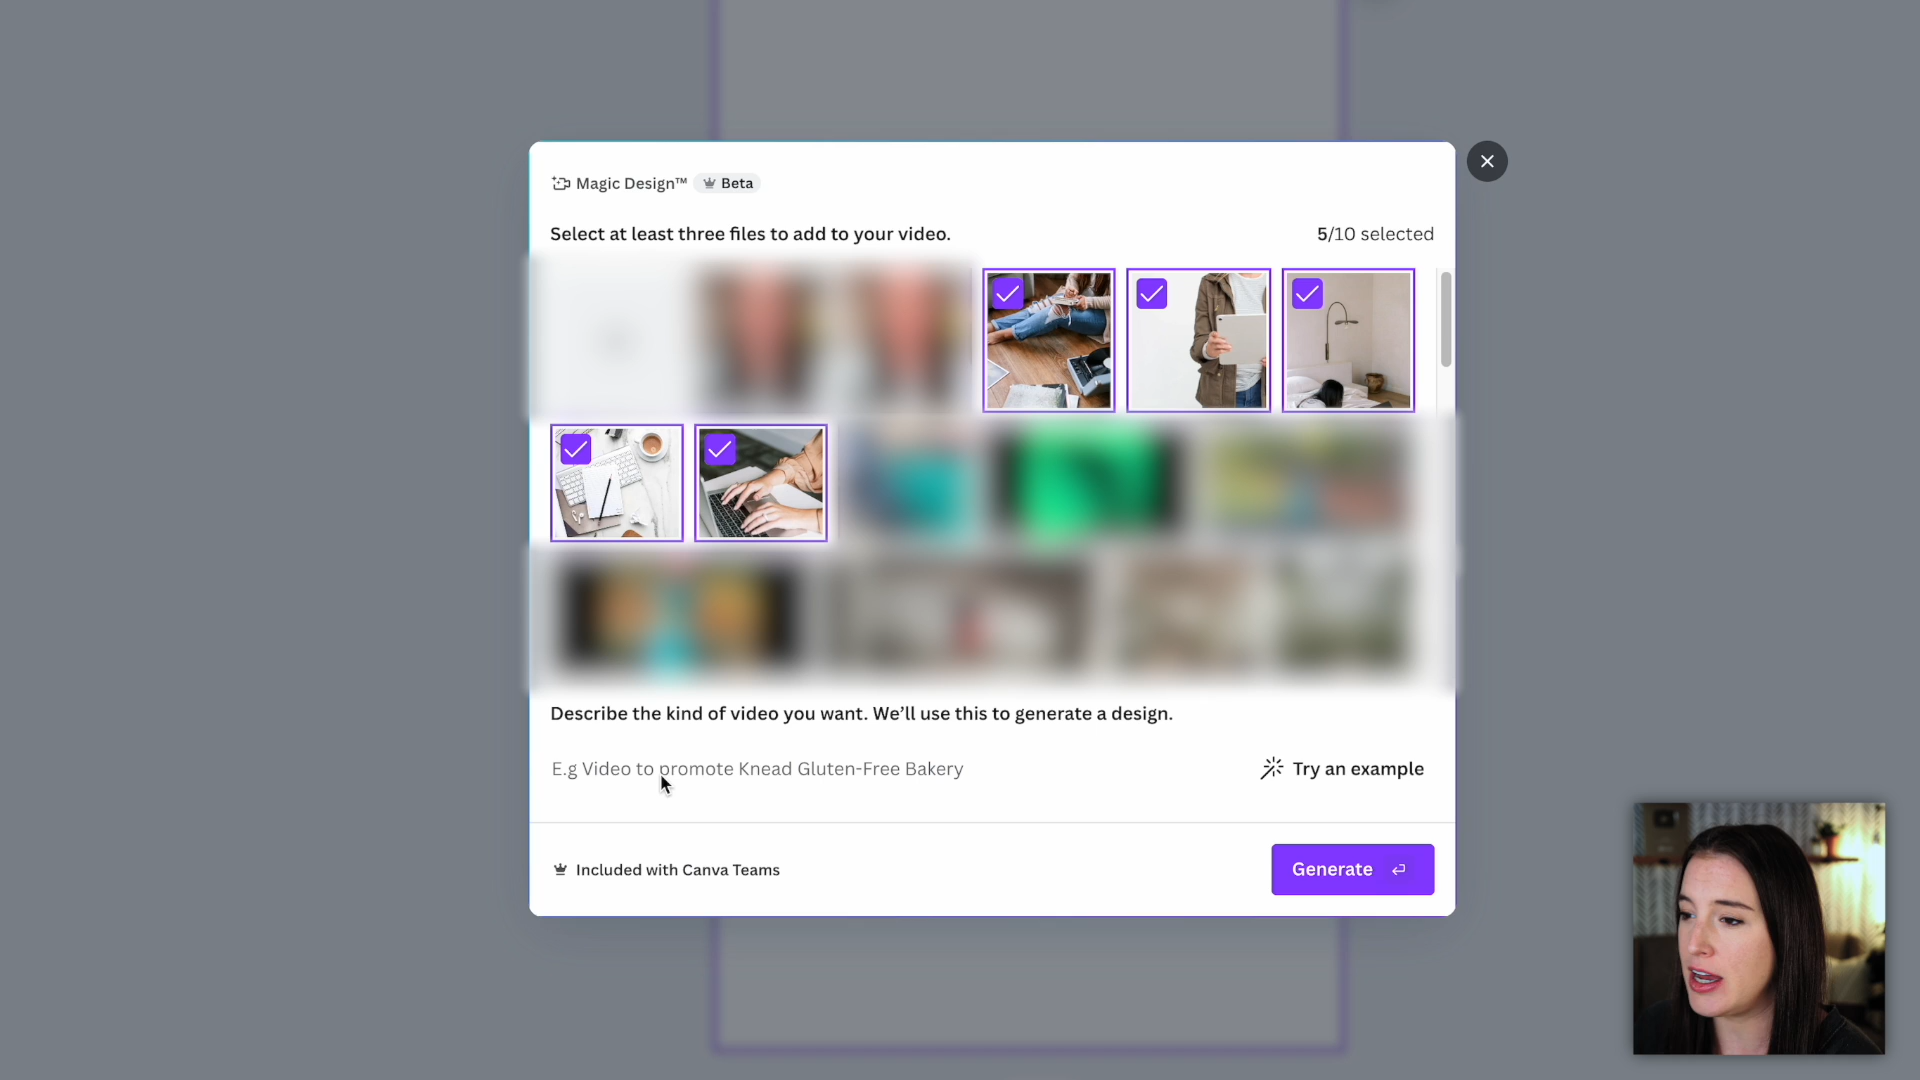 Magic Design™ Beta
Select at least three files to add to your video.
5/10 selected
Describe the kind of video you want. We’ll use this to generate a design.
E.g Video to promote Knead Gluten-Free Bakery
Try an example
Included with Canva Teams
Generate